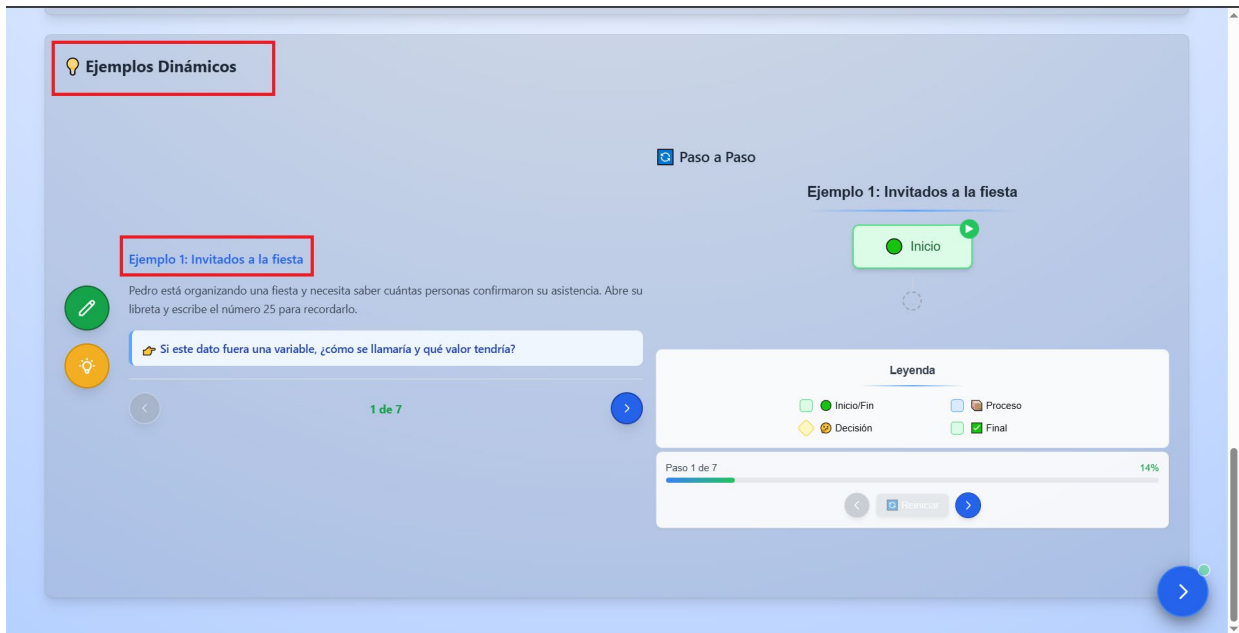 Ejemplos Dinámicos
Ejemplo 1: Invitados a la fiesta
Pedro está organizando una fiesta y necesita saber cuántas personas confirmaron su asistencia. Abre su
libreta y escribe el número 25 para recordarlo.
👉 Si este dato fuera una variable, ¿cómo se llamaría y qué valor tendría?
1 de 7
Paso a Paso
Ejemplo 1: Invitados a la fiesta
Inicio
Leyenda
Inicio/Fin
Proceso
Decisión
Final
Paso 1 de 7
14%
Reiniciar